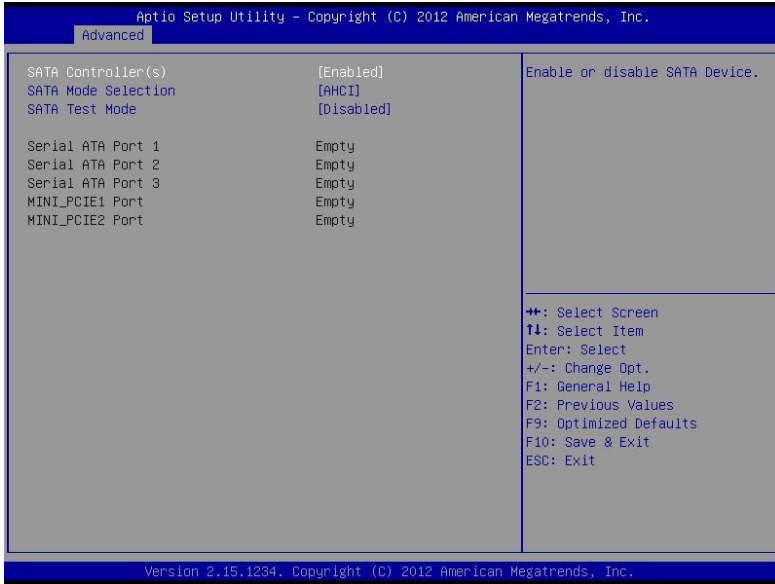 Aptio Setup Utility – Copyright (C) 2012 American Megatrends, Inc.
Advanced
SATA Controller(s) [Enabled]
SATA Mode Selection [AHCI]
SATA Test Mode [Disabled]
Serial ATA Port 1 Empty
Serial ATA Port 2 Empty
Serial ATA Port 3 Empty
MINI_PCIE1 Port Empty
MINI_PCIE2 Port Empty
Enable or disable SATA Device.
→←: Select Screen
↑↓: Select Item
Enter: Select
+/-: Change Opt.
F1: General Help
F2: Previous Values
F9: Optimized Defaults
F10: Save & Exit
ESC: Exit
Version 2.15.1234. Copyright (C) 2012 American Megatrends, Inc.